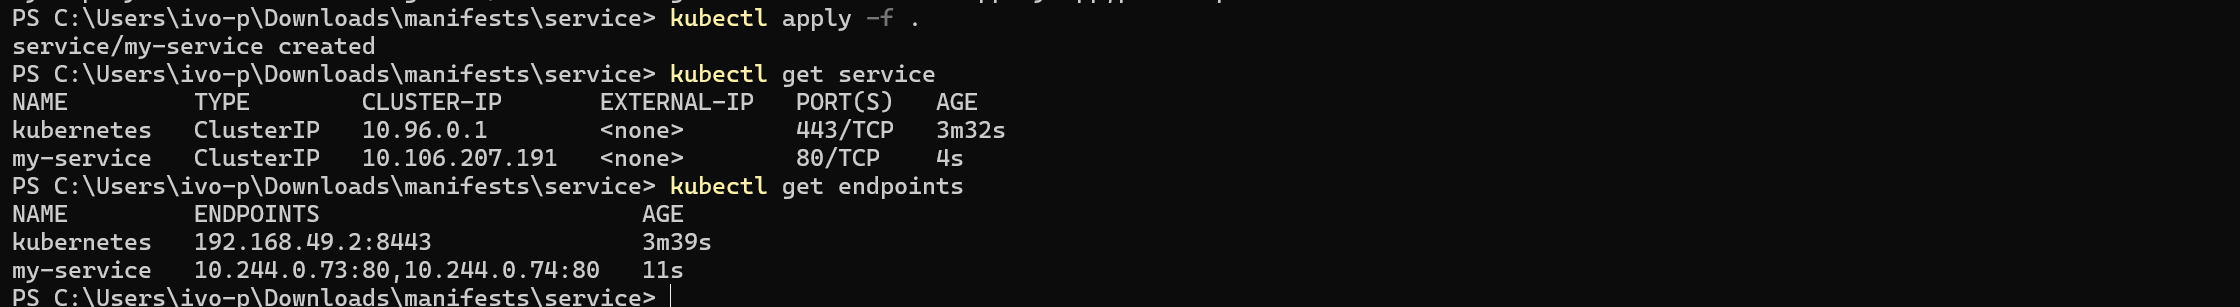 PS C:\Users\ivo-p\Downloads\manifests\service> kubectl apply -f .
service/my-service created
PS C:\Users\ivo-p\Downloads\manifests\service> kubectl get service
NAME         TYPE        CLUSTER-IP       EXTERNAL-IP   PORT(S)   AGE
kubernetes   ClusterIP   10.96.0.1        <none>        443/TCP   3m32s
my-service   ClusterIP   10.106.207.191   <none>        80/TCP    4s
PS C:\Users\ivo-p\Downloads\manifests\service> kubectl get endpoints
NAME         ENDPOINTS                       AGE
kubernetes   192.168.49.2:8443               3m39s
my-service   10.244.0.73:80,10.244.0.74:80   11s
PS C:\Users\ivo-p\Downloads\manifests\service>